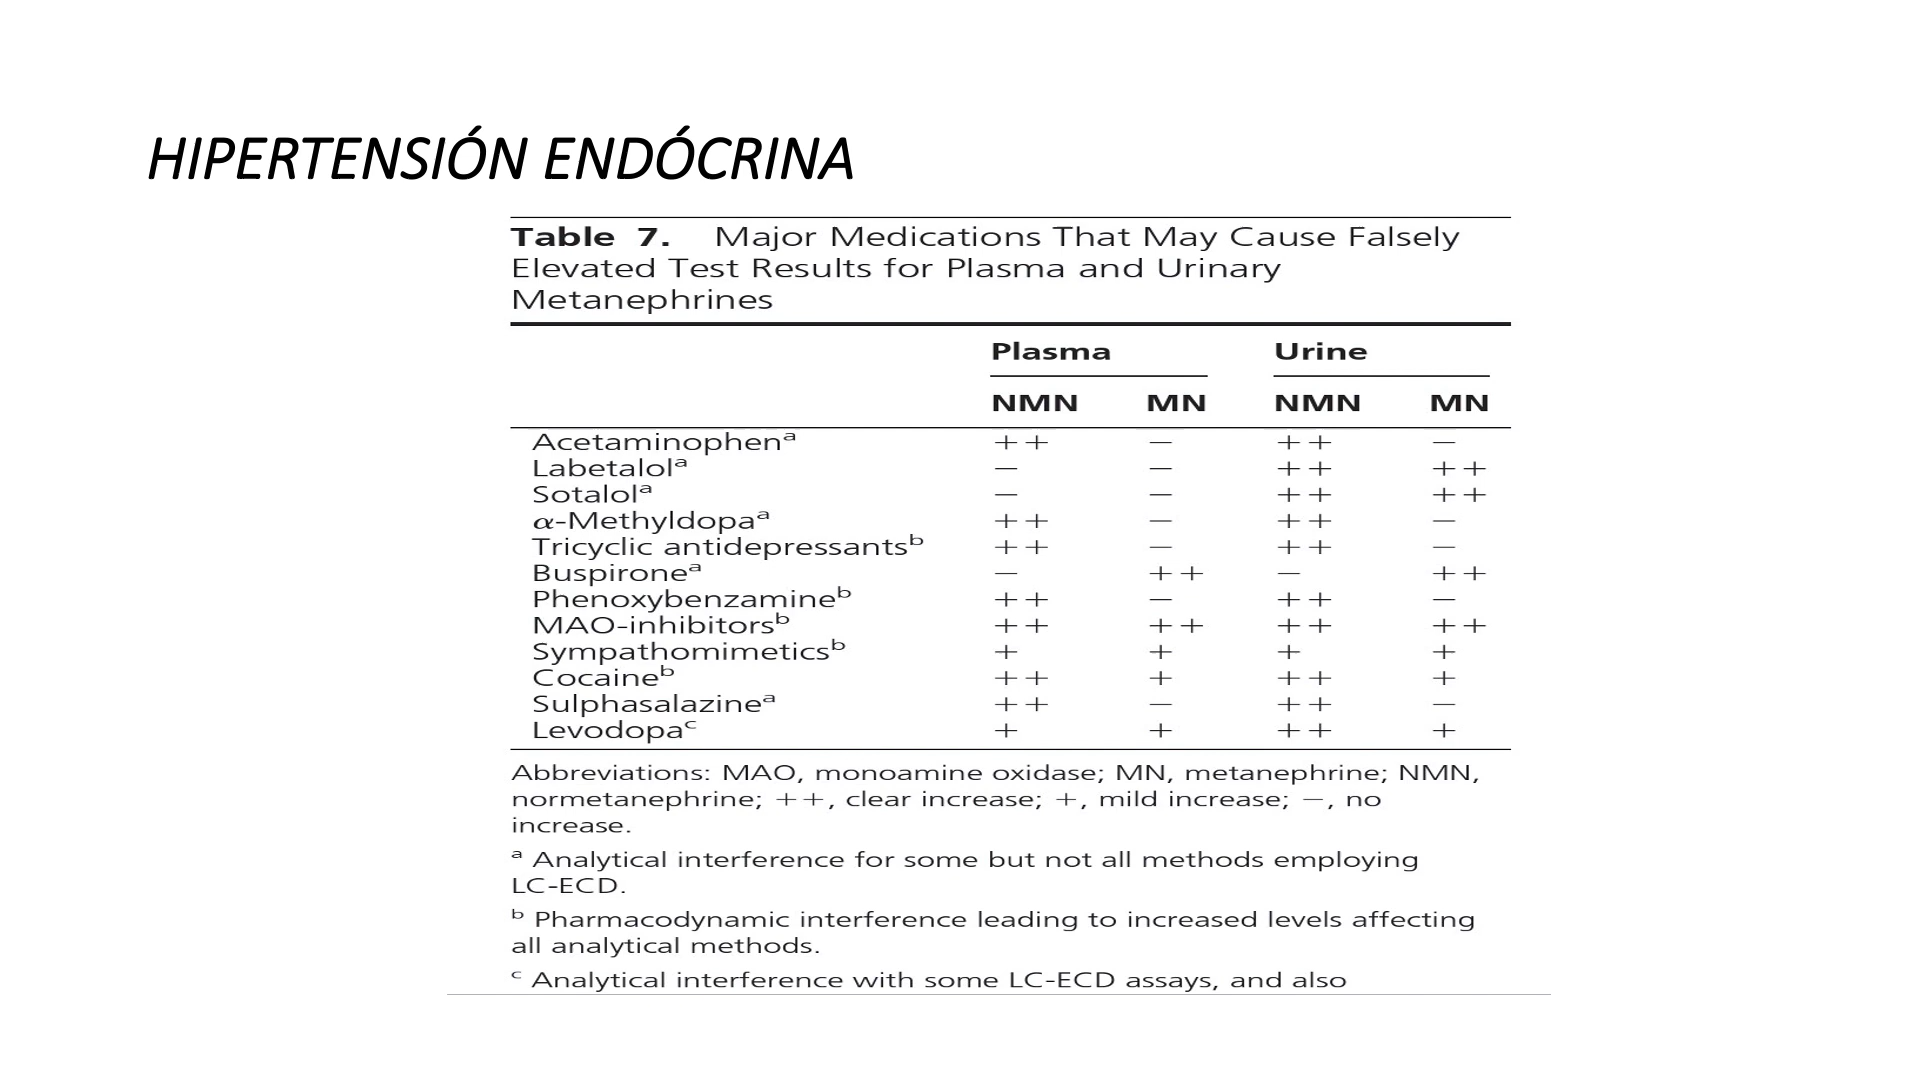 HIPERTENSIÓN ENDÓCRINA
Table 7. Major Medications That May Cause Falsely
Elevated Test Results for Plasma and Urinary
Metanephrines
Plasma Urine
NMN MN NMN MN
Acetaminophenᵃ ++ − ++ −
Labetalolᵃ − − ++ ++
Sotalolᵃ − − ++ ++
α-Methyldopaᵃ ++ − ++ −
Tricyclic antidepressantsᵇ ++ − ++ −
Buspironeᵃ − ++ − ++
Phenoxybenzamineᵇ ++ − ++ −
MAO-inhibitorsᵇ ++ ++ ++ ++
Sympathomimeticsᵇ + + + +
Cocaineᵇ ++ + ++ +
Sulphasalazineᵃ ++ − ++ −
Levodopaᶜ + + ++ +
Abbreviations: MAO, monoamine oxidase; MN, metanephrine; NMN,
normetanephrine; ++, clear increase; +, mild increase; −, no
increase.
ᵃ Analytical interference for some but not all methods employing
LC-ECD.
ᵇ Pharmacodynamic interference leading to increased levels affecting
all analytical methods.
ᶜ Analytical interference with some LC-ECD assays, and also